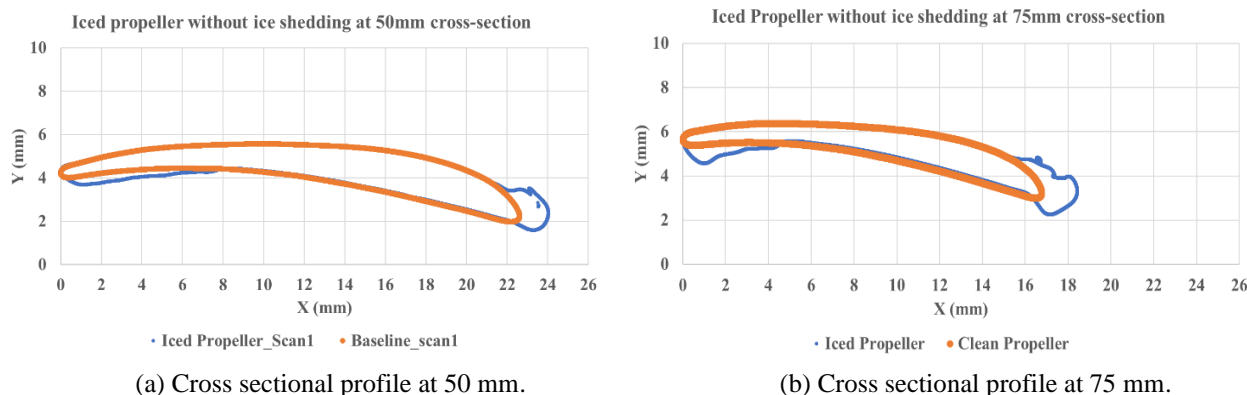 Iced propeller without ice shedding at 50mm cross-section
10
8
6
4
2
0
Y (mm)
0 2 4 6 8 10 12 14 16 18 20 22 24 26
X (mm)
Iced Propeller_Scan1 Baseline_scan1
(a) Cross sectional profile at 50 mm.
Iced Propeller without ice shedding at 75mm cross-section
10
8
6
4
2
0
Y (mm)
0 2 4 6 8 10 12 14 16 18 20 22 24 26
X (mm)
Iced Propeller Clean Propeller
(b) Cross sectional profile at 75 mm.